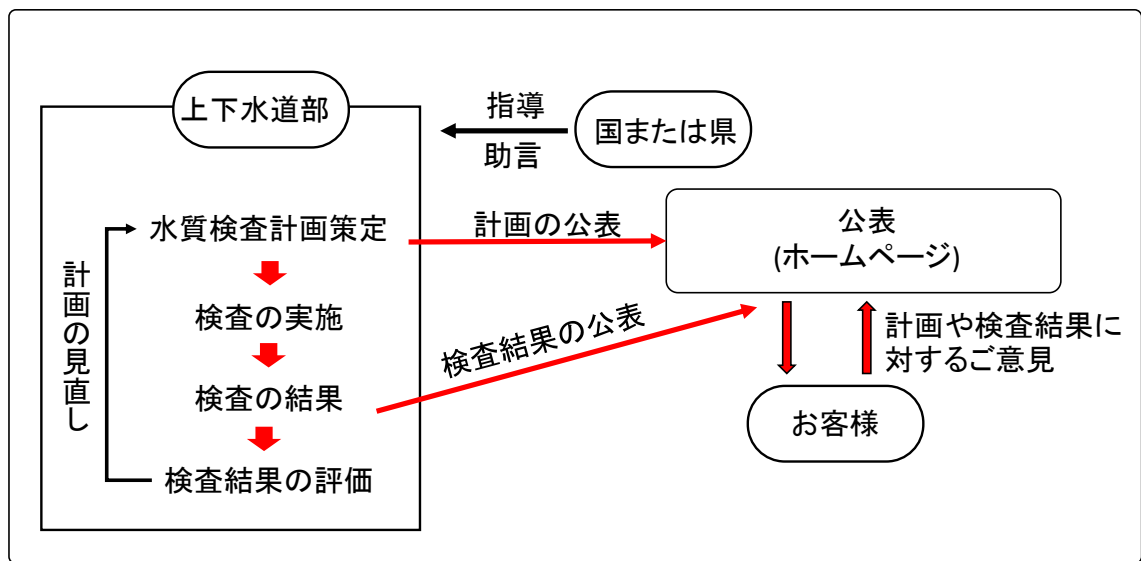 上下水道部
指導
助言
国または県
水質検査計画策定
計画の公表
公表
(ホームページ)
計画の見直し
検査の実施
検査結果の公表
計画や検査結果に
対するご意見
検査の結果
お客様
検査結果の評価